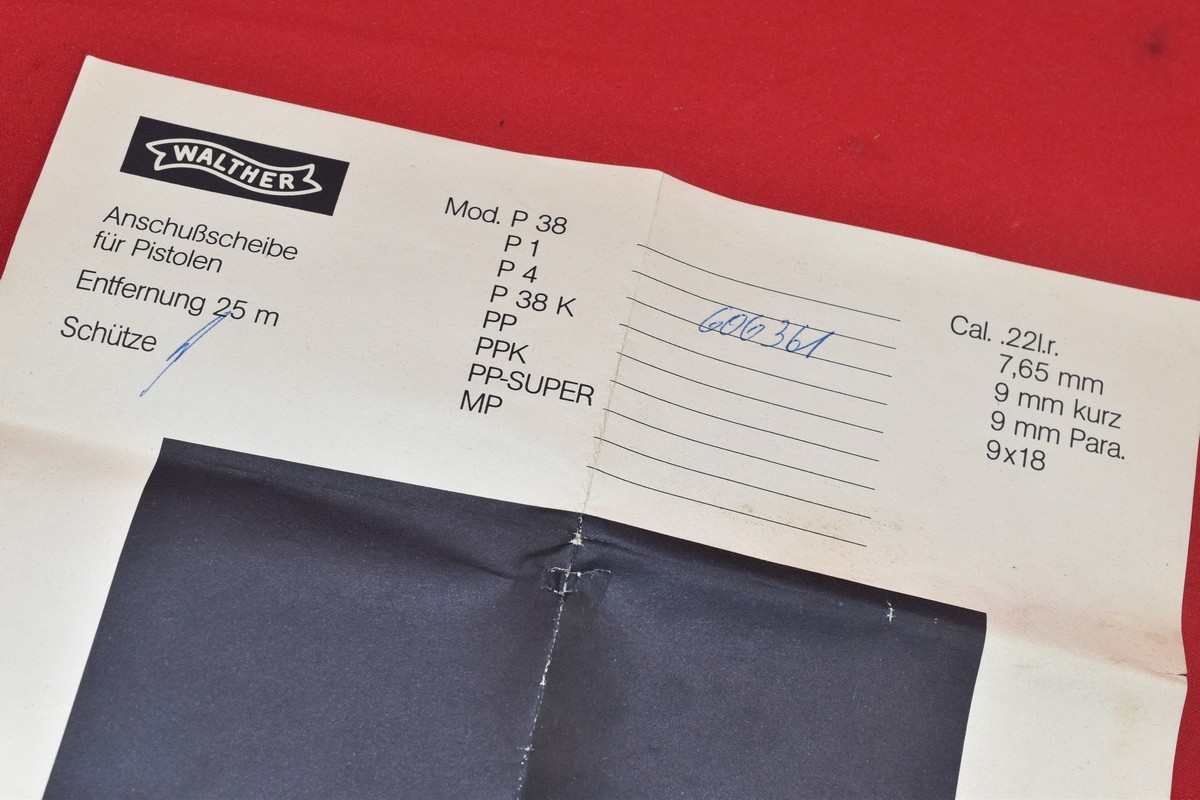 WALTHER
Anschußscheibe
für Pistolen
Entfernung 25 m
Schütze
Mod. P 38
P 1
P 4
P 38 K
PP
PPK
PP-SUPER
MP
606361
Cal. .22l.r.
7,65 mm
9 mm kurz
9 mm Para.
9x18